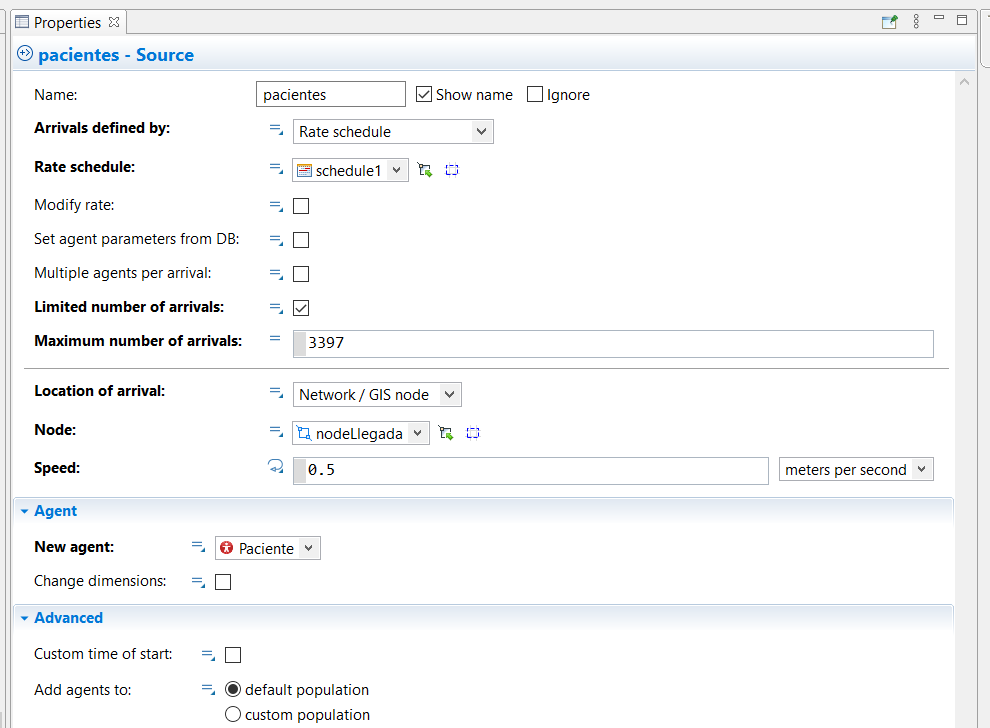 Properties
pacientes - Source
Name: pacientes Show name Ignore
Arrivals defined by: Rate schedule
Rate schedule: schedule1
Modify rate:
Set agent parameters from DB:
Multiple agents per arrival:
Limited number of arrivals:
Maximum number of arrivals: 3397
Location of arrival: Network / GIS node
Node: nodeLlegada
Speed: 0.5 meters per second
Agent
New agent: Paciente
Change dimensions:
Advanced
Custom time of start:
Add agents to: default population
custom population